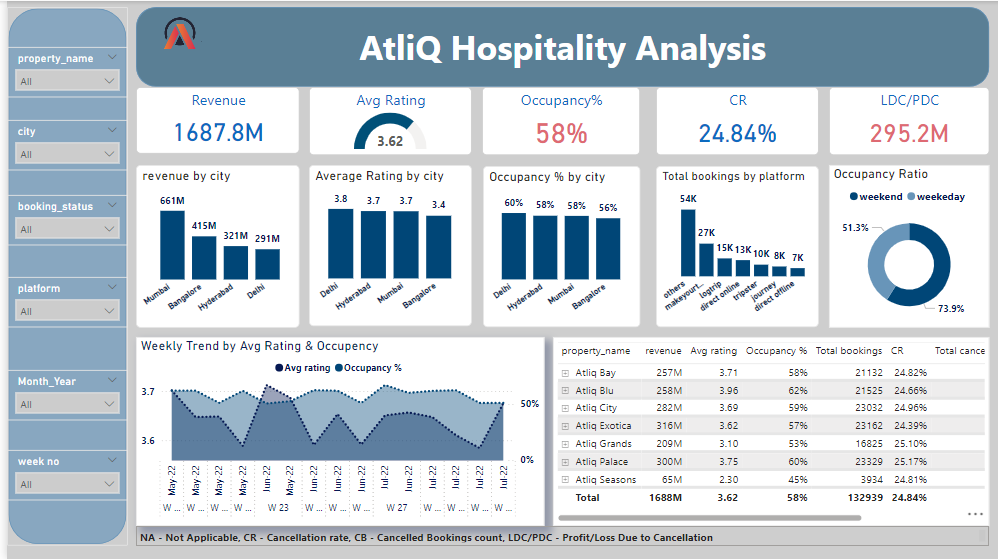 AtliQ Hospitality Analysis
property_name
All
city
All
booking_status
All
platform
All
Month_Year
All
week no
All
Revenue
1687.8M
Avg Rating
3.62
Occupancy%
58%
CR
24.84%
LDC/PDC
295.2M
revenue by city
661M
415M
321M
291M
Mumbai
Bangalore
Hyderabad
Delhi
Average Rating by city
3.8
3.7
3.7
3.4
Delhi
Hyderabad
Mumbai
Bangalore
Occupancy % by city
60%
58%
58%
56%
Delhi
Hyderabad
Mumbai
Bangalore
Total bookings by platform
54K
27K
15K
13K
10K
8K
7K
others
makeyourt...
logtrip
direct online
tripster
journey
direct offline
Occupancy Ratio
weekend weekeday
51.3%
73.9%
Weekly Trend by Avg Rating & Occupency
Avg rating Occupancy %
3.7
3.6
50%
0%
May-22 May-22 May-22 May-22 Jun-22 Jun-22 Jun-22 Jun-22 Jun-22 Jul-22 Jul-22 Jul-22 Jul-22 Jul-22 Jul-22
W ... W ... W ... W 23 W ... W ... W ... W 27 W ... W ... W ... W ...
property_name revenue Avg rating Occupancy % Total bookings CR Total cance
Atliq Bay 257M 3.71 58% 21132 24.82%
Atliq Blu 258M 3.96 62% 21525 24.66%
Atliq City 282M 3.69 59% 23032 24.96%
Atliq Exotica 316M 3.62 57% 23162 24.39%
Atliq Grands 209M 3.10 53% 16825 25.10%
Atliq Palace 300M 3.75 60% 23329 25.17%
Atliq Seasons 65M 2.30 45% 3934 24.81%
Total 1688M 3.62 58% 132939 24.84%
NA - Not Applicable, CR - Cancellation rate, CB - Cancelled Bookings count, LDC/PDC - Profit/Loss Due to Cancellation